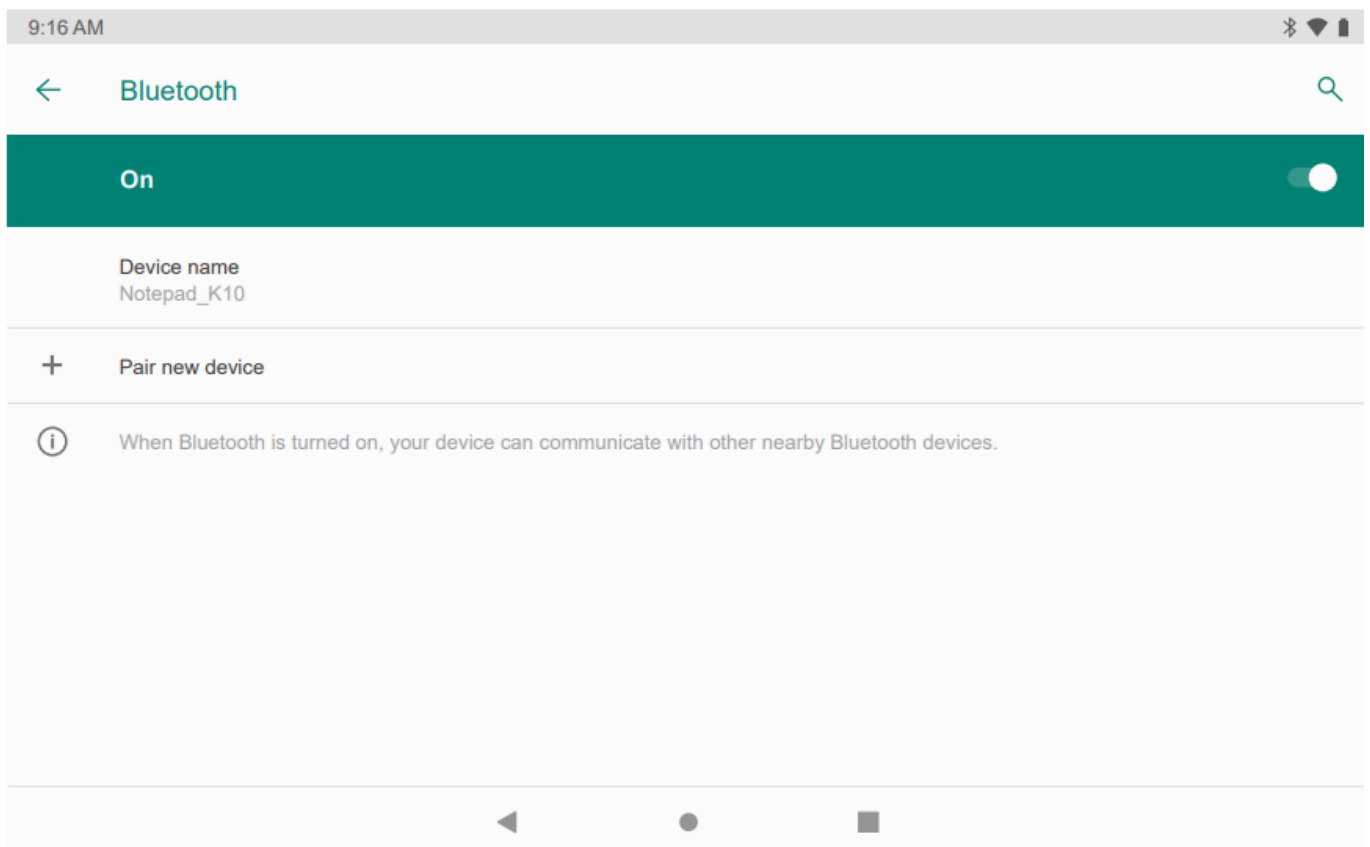 9:16 AM
Bluetooth
On
Device name
Notepad_K10
Pair new device
When Bluetooth is turned on, your device can communicate with other nearby Bluetooth devices.